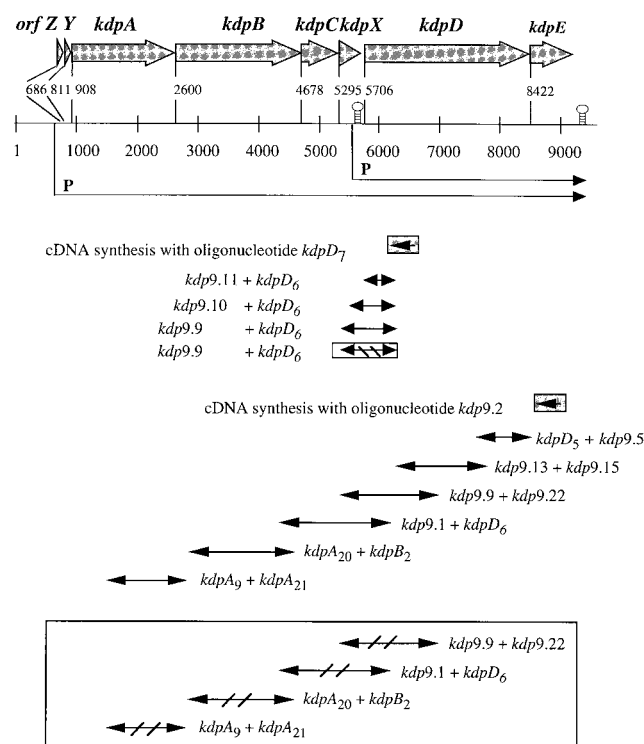 orf Z Y kdpA kdpB kdpC kdpX kdpD kdpE
686 811 908 2600 4678 5295 5706 8422
1 1000 2000 3000 4000 5000 6000 7000 8000 9000
P
P
cDNA synthesis with oligonucleotide kdpD7
kdp9.11 + kdpD6
kdp9.10 + kdpD6
kdp9.9 + kdpD6
kdp9.9 + kdpD6
cDNA synthesis with oligonucleotide kdp9.2
kdpD5 + kdp9.5
kdp9.13 + kdp9.15
kdp9.9 + kdp9.22
kdp9.1 + kdpD6
kdpA20 + kdpB2
kdpA9 + kdpA21
kdp9.9 + kdp9.22
kdp9.1 + kdpD6
kdpA20 + kdpB2
kdpA9 + kdpA21